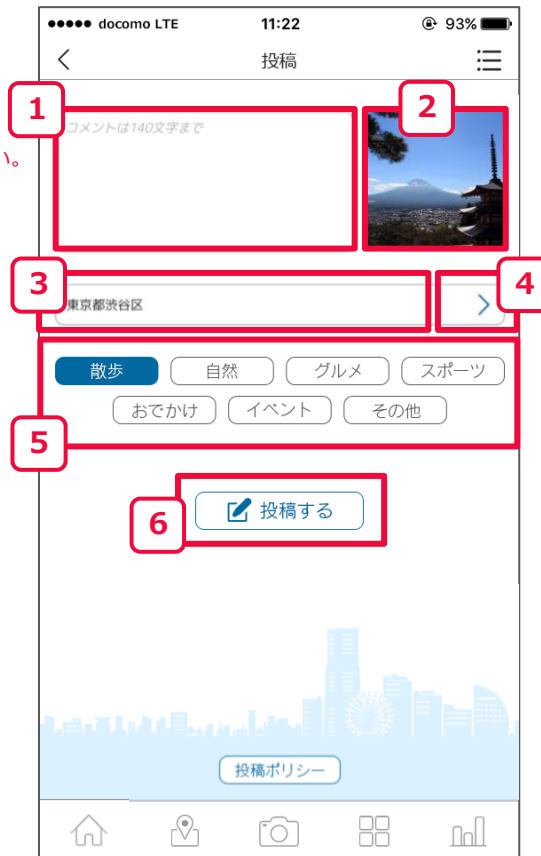 docomo LTE 11:22 93%
投稿
1
2
コメントは140文字まで
い。
3
4
東京都渋谷区
散歩 自然 グルメ スポーツ
おでかけ イベント その他
5
6
投稿する
投稿ポリシー